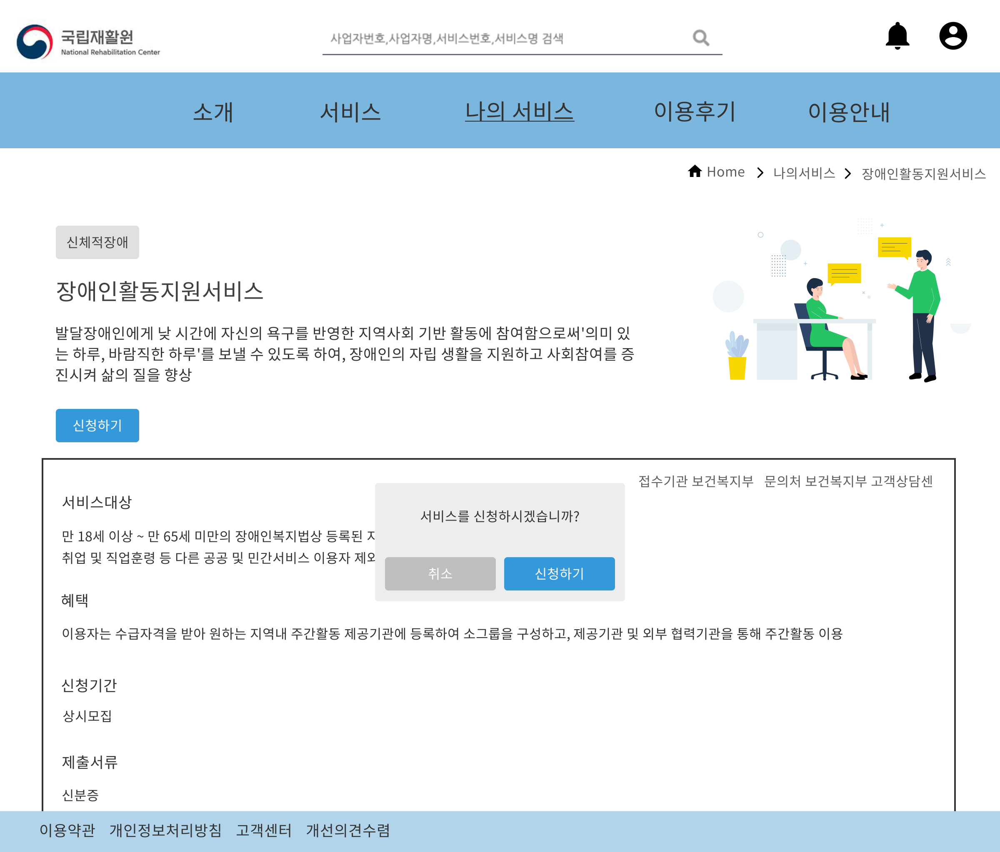 국립재활원
National Rehabilitation Center
사업자번호,사업자명,서비스번호,서비스명 검색
소개 서비스 나의 서비스 이용후기 이용안내
Home > 나의서비스 > 장애인활동지원서비스
신체적장애
장애인활동지원서비스
발달장애인에게 낮 시간에 자신의 욕구를 반영한 지역사회 기반 활동에 참여함으로써'의미 있
는 하루, 바람직한 하루'를 보낼 수 있도록 하여, 장애인의 자립 생활을 지원하고 사회참여를 증
진시켜 삶의 질을 향상
신청하기
접수기관 보건복지부 문의처 보건복지부 고객상담센
서비스대상
만 18세 이상 ~ 만 65세 미만의 장애인복지법상 등록된
취업 및 직업훈령 등 다른 공공 및 민간서비스 이용자
서비스를 신청하시겠습니까?
취소 신청하기
혜택
이용자는 수급자격을 받아 원하는 지역내 주간활동 제공기관에 등록하여 소그룹을 구성하고, 제공기관 및 외부 협력기관을 통해 주간활동 이용
신청기간
상시모집
제출서류
신분증
이용약관 개인정보처리방침 고객센터 개선의견수렴